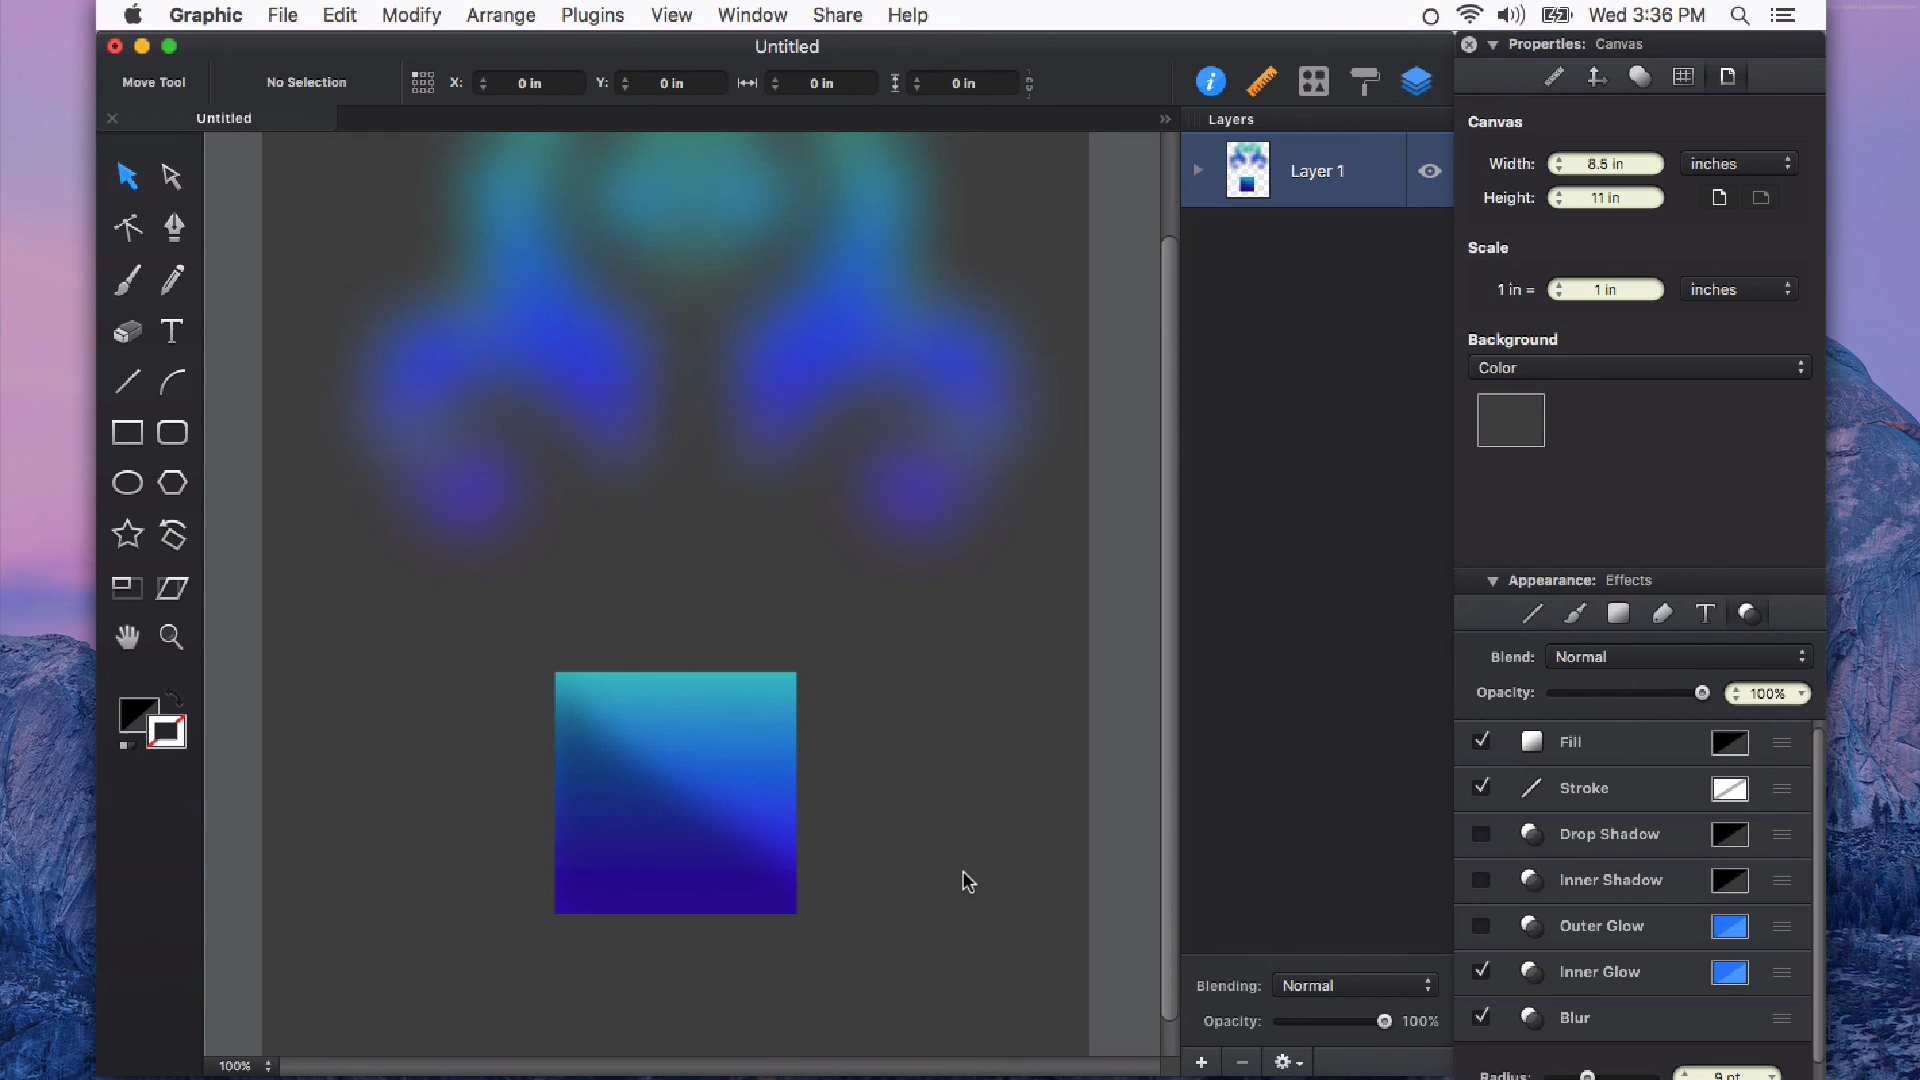 Graphic File Edit Modify Arrange Plugins View Window Share Help Wed 3:36 PM
Untitled
Properties: Canvas
Move Tool No Selection X: 0 in Y: 0 in 0 in 0 in
Untitled
Layers
Layer 1
Canvas
Width: 8.5 in inches
Height: 11 in
Scale
1 in = 1 in inches
Background
Color
Appearance: Effects
Blend: Normal
Opacity: 100%
Fill
Stroke
Drop Shadow
Inner Shadow
Outer Glow
Inner Glow
Blur
Radius: 9 pt
Blending: Normal
Opacity: 100%
100%